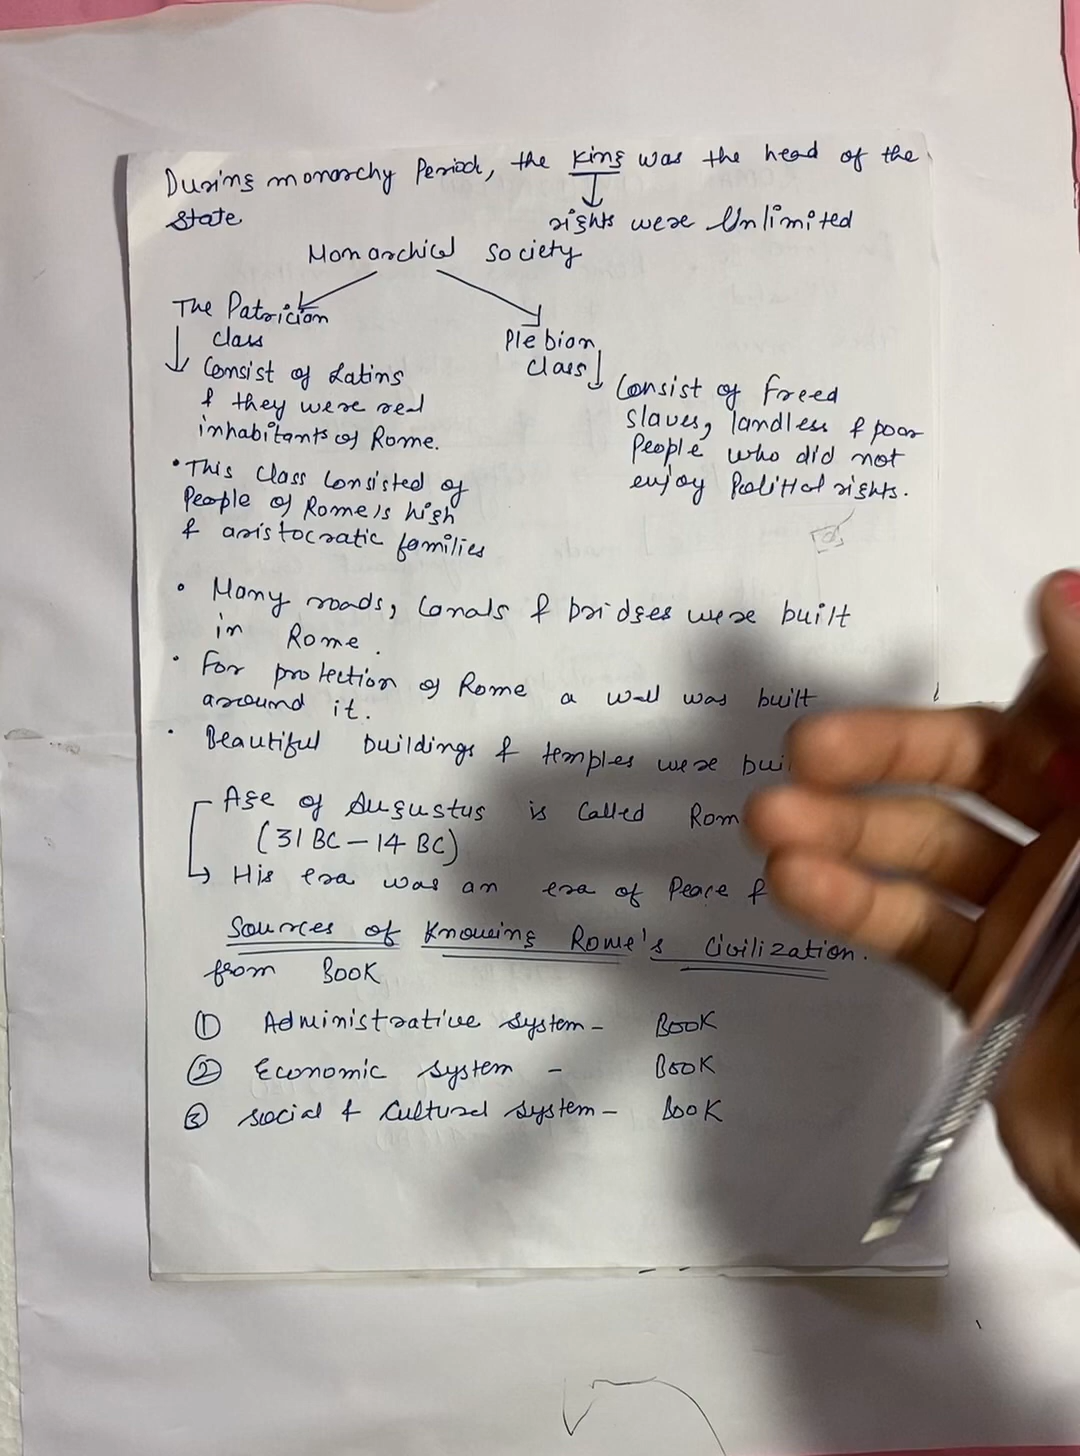 During monarchy Period, the King was the head of the
state
rights were Unlimited
Monarchical society
The Patrician
class
Plebian
class
Consist of Latins
& they were real
inhabitants of Rome.
Consist of freed
slaves, landless & poor
People who did not
enjoy Political rights.
• This class consisted of
People of Rome's high
& aristocratic families
• Many roads, Canals & bridges were built
in Rome.
• For protection of Rome a wall was built
around it.
• Beautiful buildings & temples were
Age of Augustus is Called
(31 BC – 14 BC)
His era was an era of Peace &
Sources of Knowing Rome's Civilization.
from BOOK
① Administrative system – BOOK
② Economic system – BOOK
③ social & Cultural system – BOOK